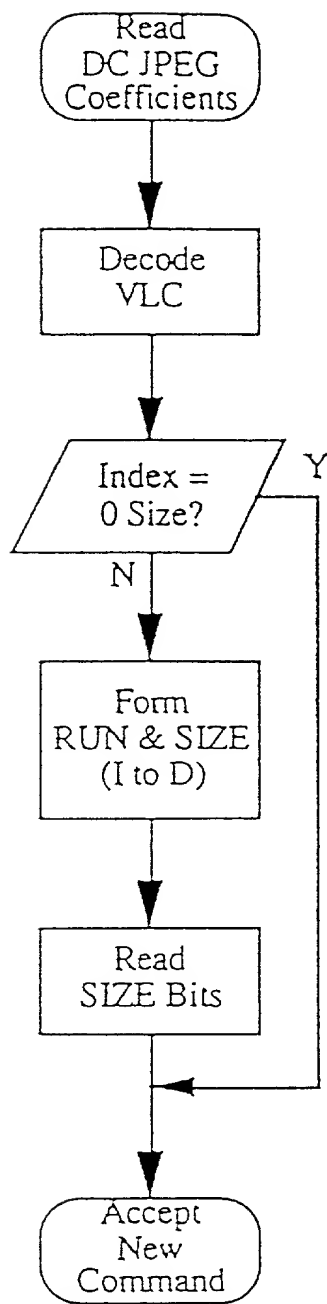 Read
DC JPEG
Coefficients
Decode
VLC
Index =
0 Size?
Y
N
Form
RUN & SIZE
(I to D)
Read
SIZE Bits
Accept
New
Command